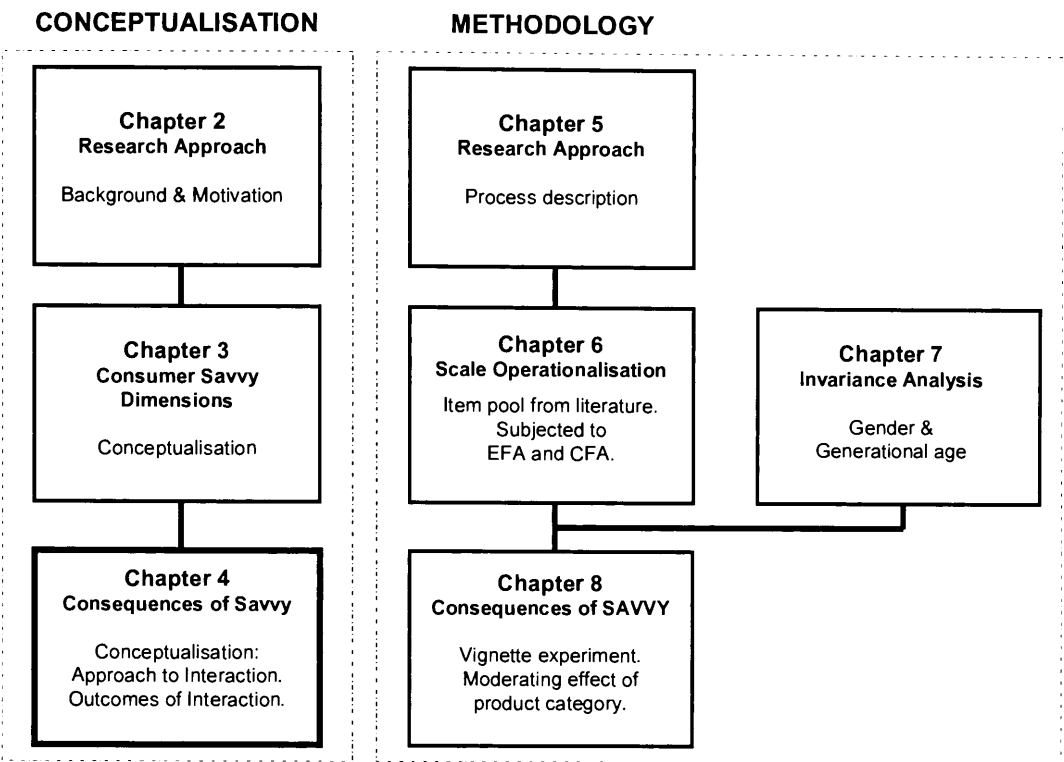 CONCEPTUALISATION
Chapter 2
Research Approach
Background & Motivation
Chapter 3
Consumer Savvy
Dimensions
Conceptualisation
Chapter 4
Consequences of Savvy
Conceptualisation:
Approach to Interaction.
Outcomes of Interaction.
METHODOLOGY
Chapter 5
Research Approach
Process description
Chapter 6
Scale Operationalisation
Item pool from literature.
Subjected to
EFA and CFA.
Chapter 7
Invariance Analysis
Gender &
Generational age
Chapter 8
Consequences of SAVVY
Vignette experiment.
Moderating effect of
product category.